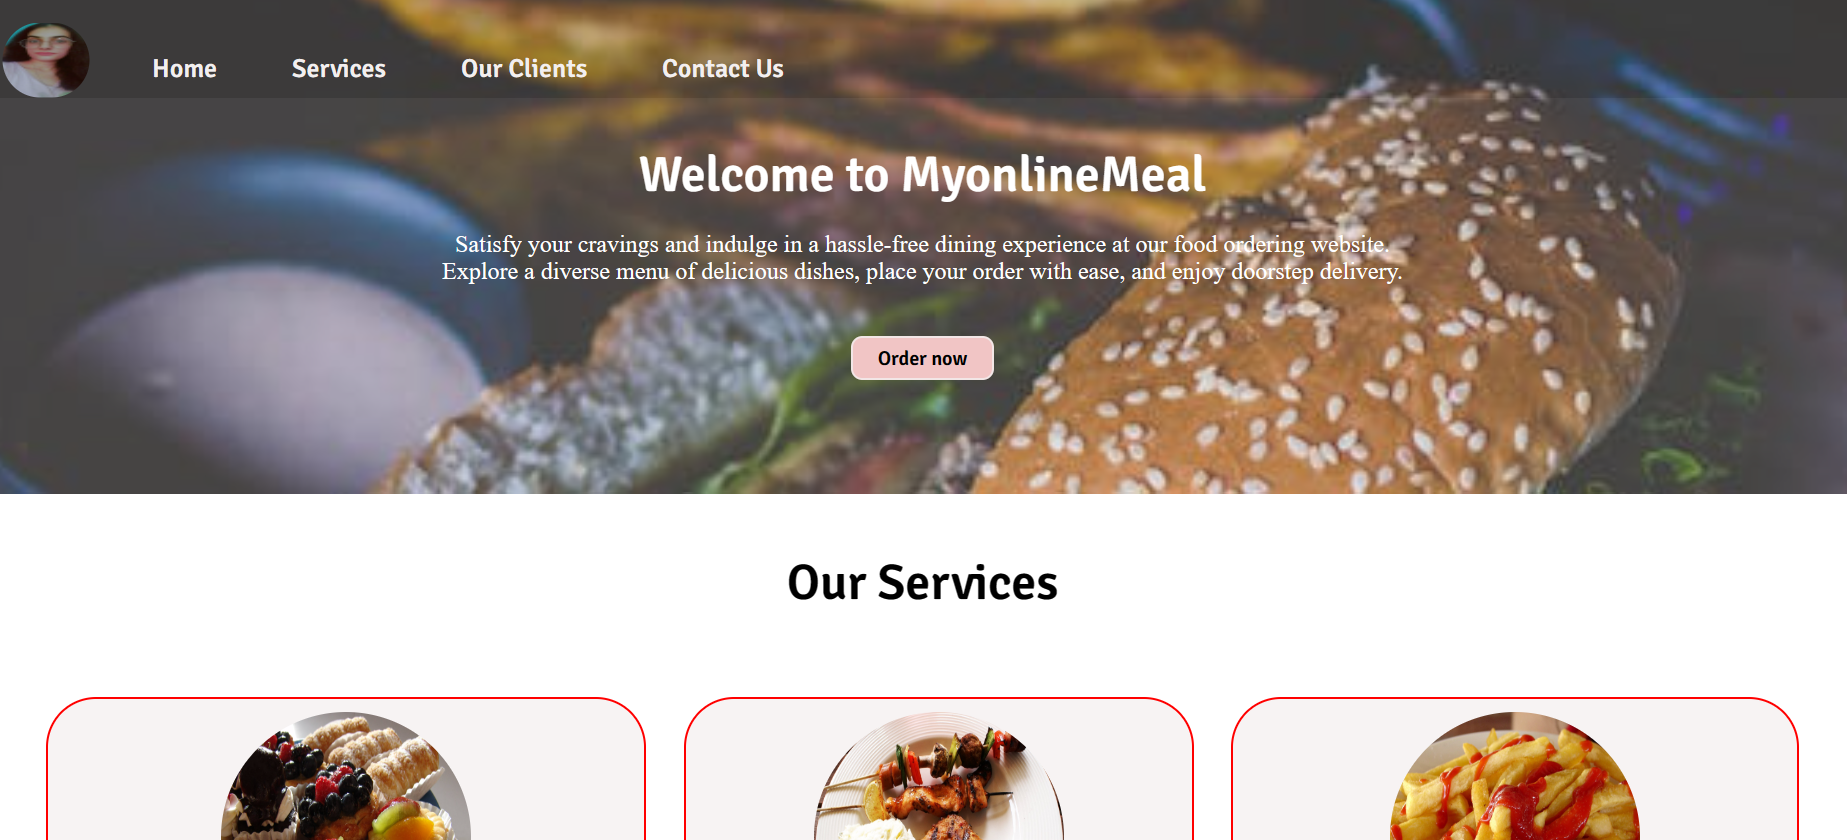 Home Services Our Clients Contact Us
Welcome to MyonlineMeal
Satisfy your cravings and indulge in a hassle-free dining experience at our food ordering website.
Explore a diverse menu of delicious dishes, place your order with ease, and enjoy doorstep delivery.
Order now
Our Services